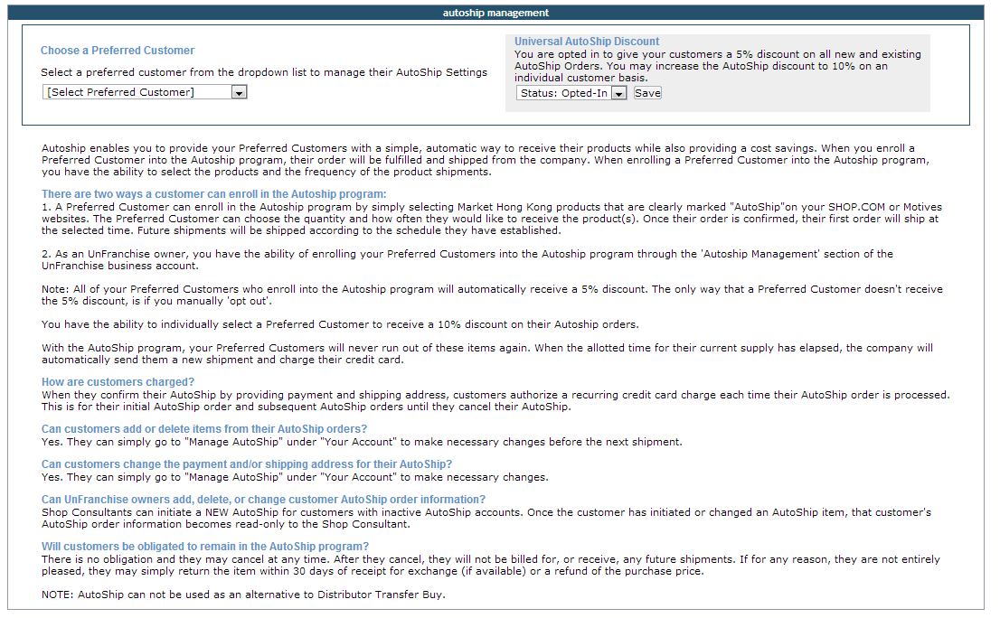 autoship management
Choose a Preferred Customer
Select a preferred customer from the dropdown list to manage their AutoShip Settings
[Select Preferred Customer]
Universal AutoShip Discount
You are opted in to give your customers a 5% discount on all new and existing
AutoShip Orders. You may increase the AutoShip discount to 10% on an
individual customer basis.
Status: Opted-In Save
Autoship enables you to provide your Preferred Customers with a simple, automatic way to receive their products while also providing a cost savings. When you enroll a
Preferred Customer into the Autoship program, their order will be fulfilled and shipped from the company. When enrolling a Preferred Customer into the Autoship program,
you have the ability to select the products and the frequency of the product shipments.
There are two ways a customer can enroll in the Autoship program:
1. A Preferred Customer can enroll in the Autoship program by simply selecting Market Hong Kong products that are clearly marked "AutoShip"on your SHOP.COM or Motives
websites. The Preferred Customer can choose the quantity and how often they would like to receive the product(s). Once their order is confirmed, their first order will ship at
the selected time. Future shipments will be shipped according to the schedule they have established.
2. As an UnFranchise owner, you have the ability of enrolling your Preferred Customers into the Autoship program through the 'Autoship Management' section of the
UnFranchise business account.
Note: All of your Preferred Customers who enroll into the Autoship program will automatically receive a 5% discount. The only way that a Preferred Customer doesn't receive
the 5% discount, is if you manually 'opt out'.
You have the ability to individually select a Preferred Customer to receive a 10% discount on their Autoship orders.
With the AutoShip program, your Preferred Customers will never run out of these items again. When the allotted time for their current supply has elapsed, the company will
automatically send them a new shipment and charge their credit card.
How are customers charged?
When they confirm their AutoShip by providing payment and shipping address, customers authorize a recurring credit card charge each time their AutoShip order is processed.
This is for their initial AutoShip order and subsequent AutoShip orders until they cancel their AutoShip.
Can customers add or delete items from their AutoShip orders?
Yes. They can simply go to "Manage AutoShip" under "Your Account" to make necessary changes before the next shipment.
Can customers change the payment and/or shipping address for their AutoShip?
Yes. They can simply go to "Manage AutoShip" under "Your Account" to make necessary changes.
Can UnFranchise owners add, delete, or change customer AutoShip order information?
Shop Consultants can initiate a NEW AutoShip for customers with inactive AutoShip accounts. Once the customer has initiated or changed an AutoShip item, that customer's
AutoShip order information becomes read-only to the Shop Consultant.
Will customers be obligated to remain in the AutoShip program?
There is no obligation and they may cancel at any time. After they cancel, they will not be billed for, or receive, any future shipments. If for any reason, they are not entirely
pleased, they may simply return the item within 30 days of receipt for exchange (if available) or a refund of the purchase price.
NOTE: AutoShip can not be used as an alternative to Distributor Transfer Buy.